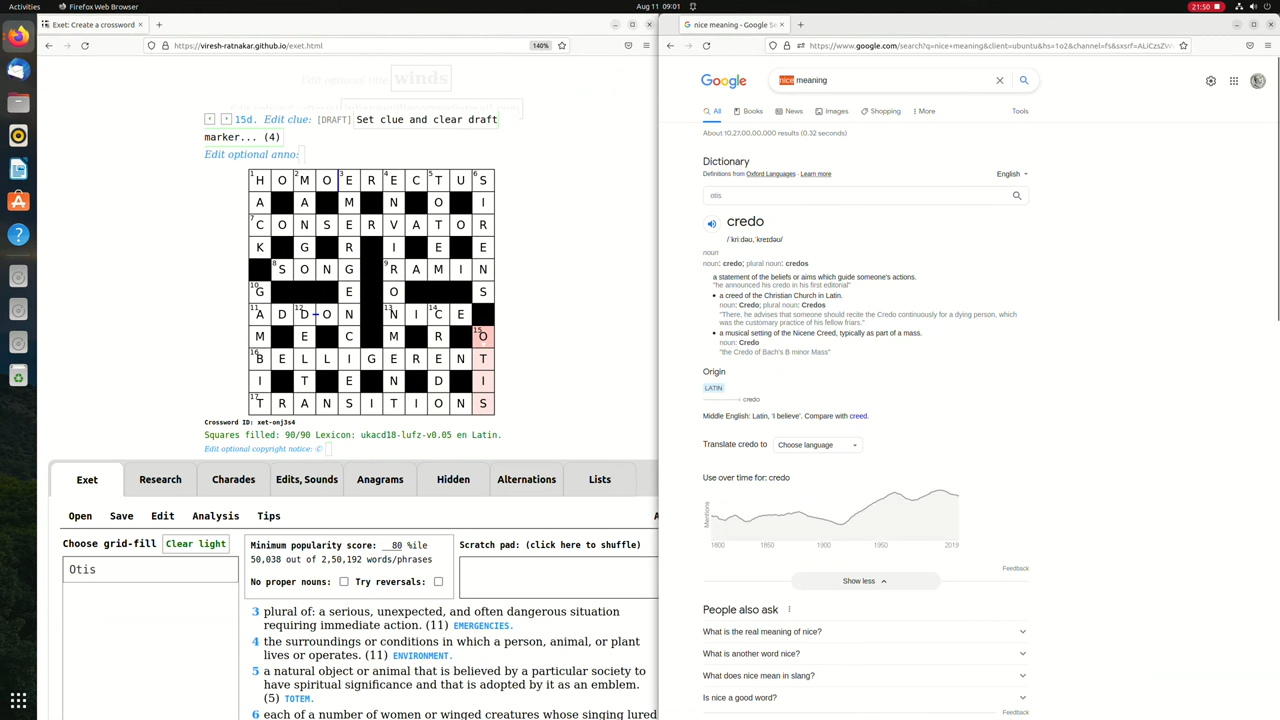 Activities
Firefox Web Browser
Aug 11 09:01
21:50
Exet: Create a crossword
nice meaning - Google Se
https://viresh-ratnakar.github.io/exet.html
140%
https://www.google.com/search?q=nice+meaning&client=ubuntu&hs=1o2&channel=fs&sxsrf=ALiCzsZW
Edit optional title winds
15d. Edit clue: [DRAFT] Set clue and clear draft
marker... (4)
Edit optional anno:
1 H O M O E R E C T U S
A A M N O I
7 C O N S E R V A T O R
K G R I E E
8 S O N G 9 R A M I N
10 G E O S
11 A D D - O N 13 N I C E
M E C M R 15 O
16 B E L L I G E R E N T
I T E N D I
17 T R A N S I T I O N S
Crossword ID: xet-onj3s4
Squares filled: 90/90 Lexicon: ukacd18-lufz-v0.05 en Latin.
Edit optional copyright notice: ©
Exet
Research
Charades
Edits, Sounds
Anagrams
Hidden
Alternations
Lists
Open
Save
Edit
Analysis
Tips
Choose grid-fill
Clear light
Otis
Minimum popularity score: 80 %ile
50,038 out of 2,50,192 words/phrases
No proper nouns:
Try reversals:
Scratch pad: (click here to shuffle)
3 plural of: a serious, unexpected, and often dangerous situation
requiring immediate action. (11) EMERGENCIES.
4 the surroundings or conditions in which a person, animal, or plant
lives or operates. (11) ENVIRONMENT.
5 a natural object or animal that is believed by a particular society to
have spiritual significance and that is adopted by it as an emblem.
(5) TOTEM.
6 each of a number of women or winged creatures whose singing lured
Google
nice meaning
All
Books
News
Images
Shopping
More
Tools
About 10,27,00,00,000 results (0.32 seconds)
Dictionary
Definitions from Oxford Languages · Learn more
English
otis
credo
/ˈkriːdəʊ,ˈkreɪdəʊ/
noun
noun: credo; plural noun: credos
a statement of the beliefs or aims which guide someone's actions.
"he announced his credo in his first editorial"
• a creed of the Christian Church in Latin.
noun: Credo; plural noun: Credos
"There, he advises that someone should recite the Credo continuously for a dying person, which
was the customary practice of his fellow friars."
• a musical setting of the Nicene Creed, typically as part of a mass.
noun: Credo
"the Credo of Bach's B minor Mass"
Origin
LATIN
credo
Middle English: Latin, 'I believe'. Compare with creed.
Translate credo to
Choose language
Use over time for: credo
Mentions
1800
1850
1900
1950
2019
Feedback
Show less
People also ask
What is the real meaning of nice?
What is another word nice?
What does nice mean in slang?
Is nice a good word?
Feedback